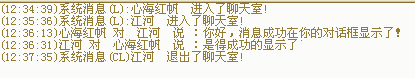 (12:34:39)系统消息(L):心海红帆 进入了聊天室!
(12:35:36)系统消息(L):江河 进入了聊天室!
(12:36:13)心海红帆 对 江河 说 :你好,消息成功在你的对话框显示了!
(12:36:31)江河 对 心海红帆 说 :是得成功的显示了
(12:37:35)系统消息(CL)江河 退出了聊天室!